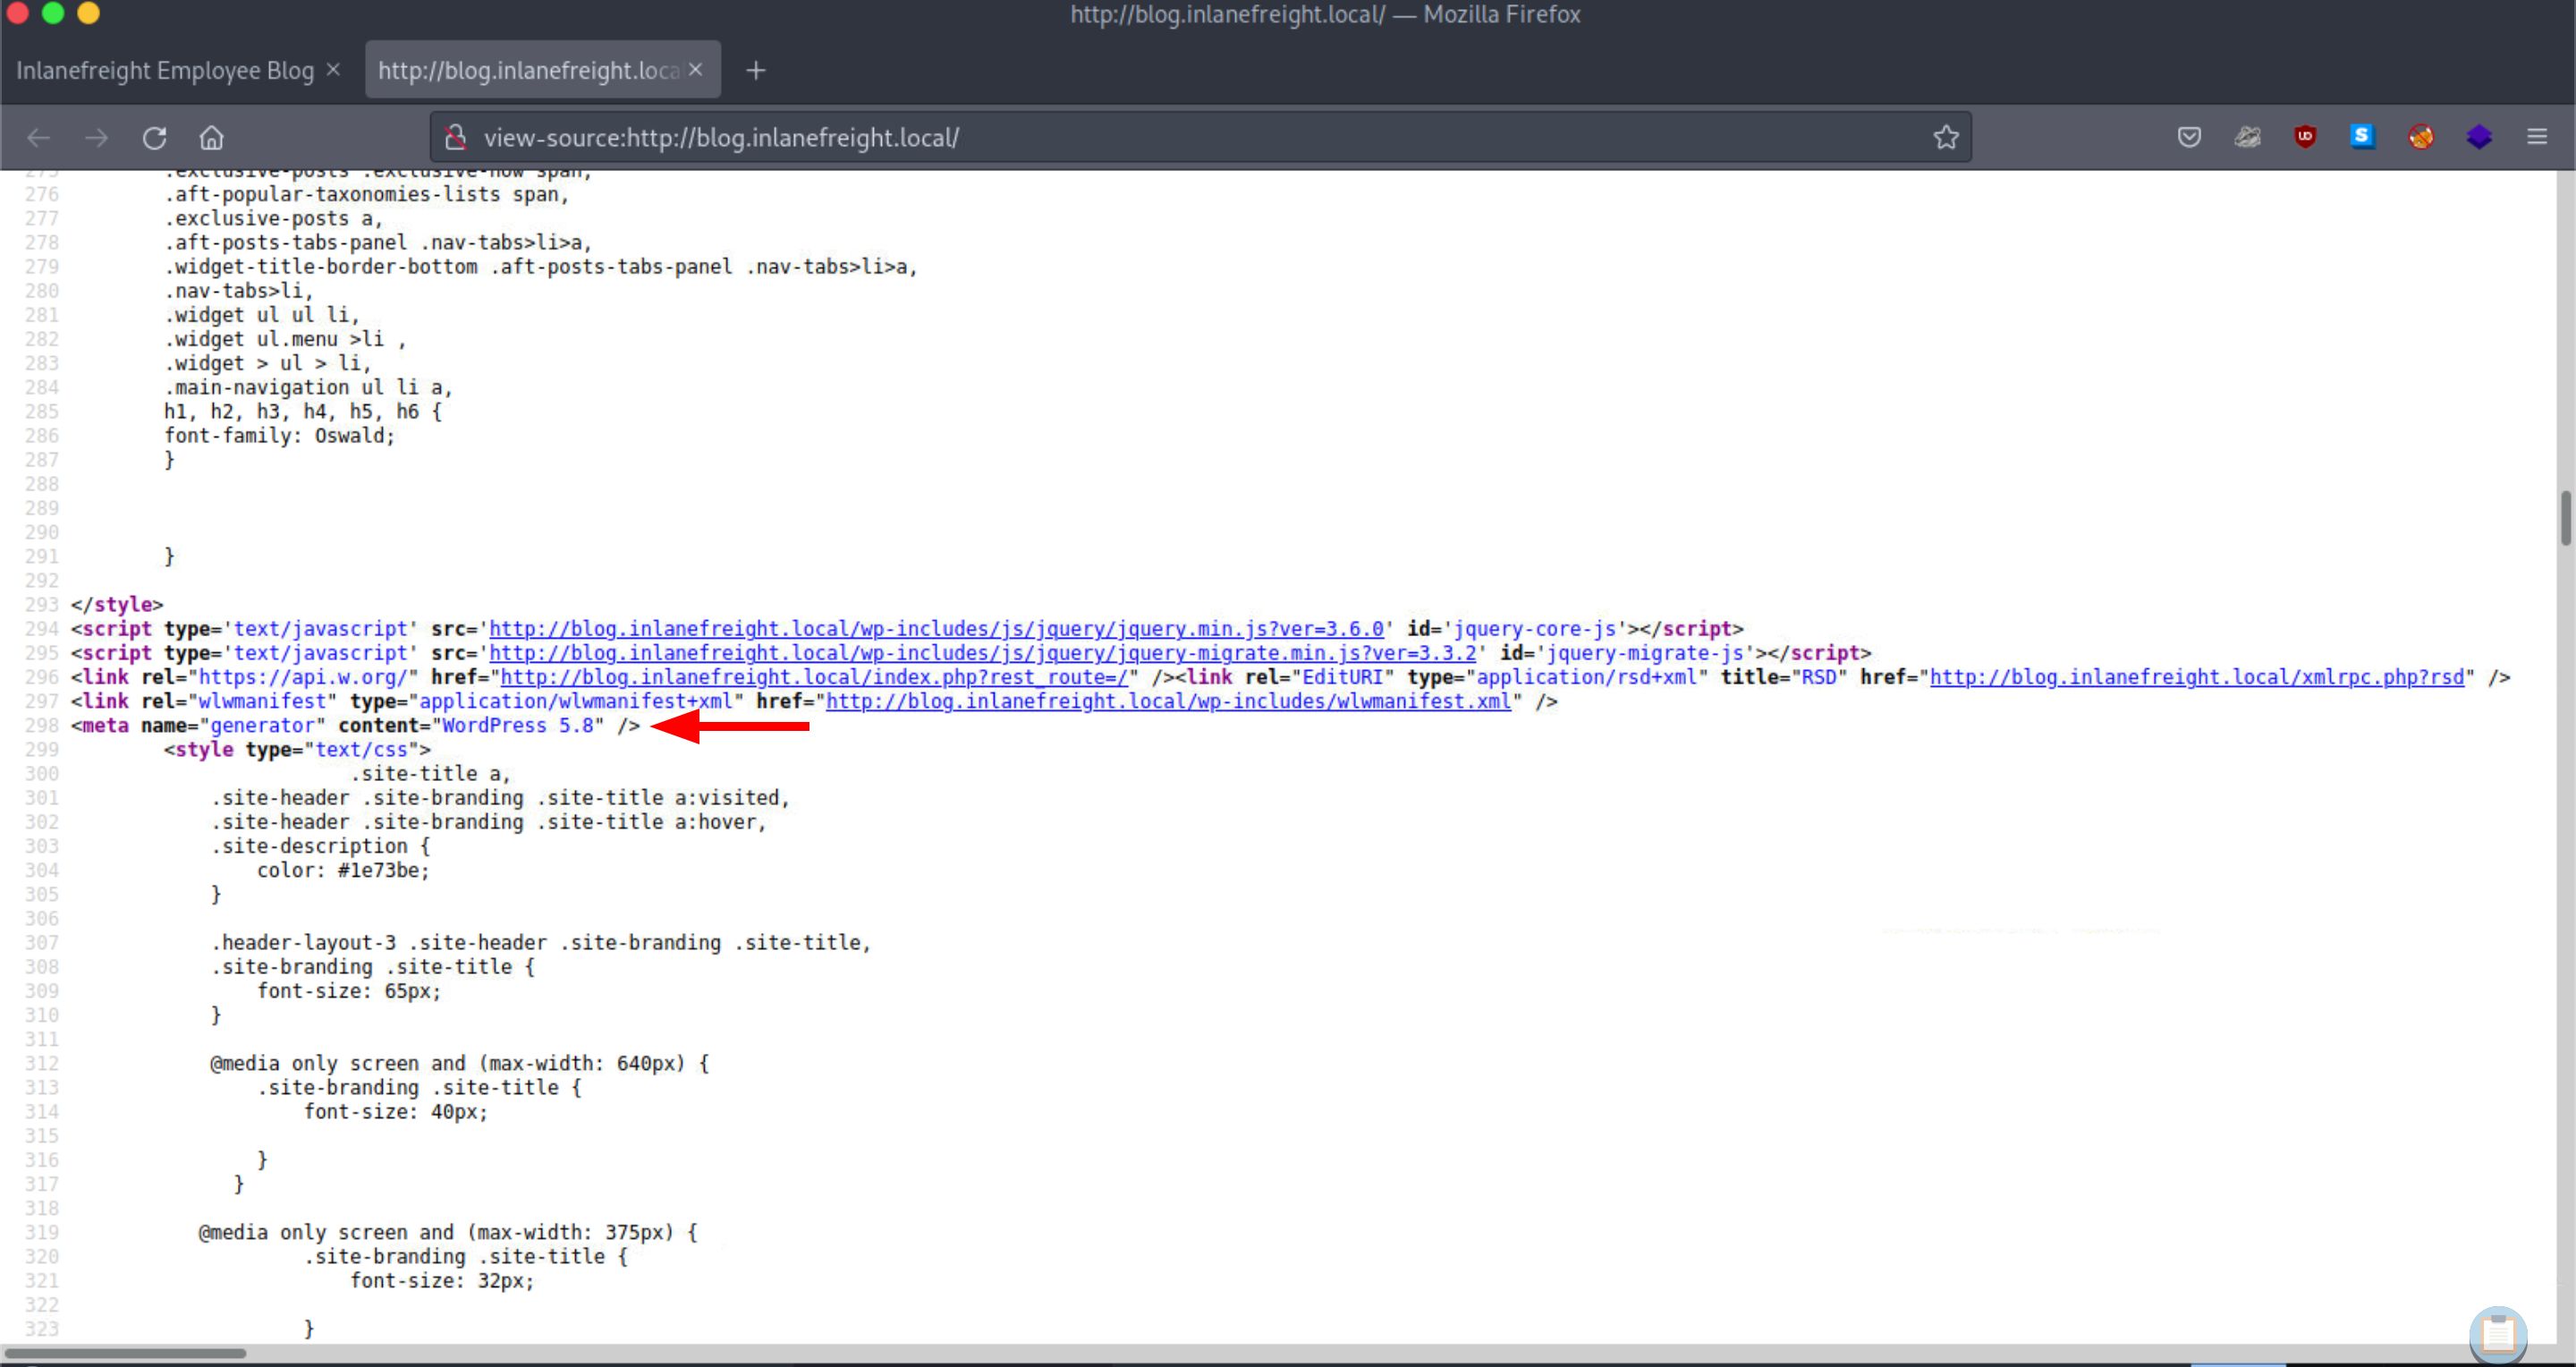 http://blog.inlanefreight.local/ — Mozilla Firefox
Inlanefreight Employee Blog × http://blog.inlanefreight.loca × +
view-source:http://blog.inlanefreight.local/
275 .exclusive-posts .exclusive-now span,
276 .aft-popular-taxonomies-lists span,
277 .exclusive-posts a,
278 .aft-posts-tabs-panel .nav-tabs>li>a,
279 .widget-title-border-bottom .aft-posts-tabs-panel .nav-tabs>li>a,
280 .nav-tabs>li,
281 .widget ul ul li,
282 .widget ul.menu >li ,
283 .widget > ul > li,
284 .main-navigation ul li a,
285 h1, h2, h3, h4, h5, h6 {
286 font-family: Oswald;
287 }
288
289
290
291 }
292
293 </style>
294 <script type='text/javascript' src='http://blog.inlanefreight.local/wp-includes/js/jquery/jquery.min.js?ver=3.6.0' id='jquery-core-js'></script>
295 <script type='text/javascript' src='http://blog.inlanefreight.local/wp-includes/js/jquery/jquery-migrate.min.js?ver=3.3.2' id='jquery-migrate-js'></script>
296 <link rel="https://api.w.org/" href="http://blog.inlanefreight.local/index.php?rest_route=/" /><link rel="EditURI" type="application/rsd+xml" title="RSD" href="http://blog.inlanefreight.local/xmlrpc.php?rsd" />
297 <link rel="wlwmanifest" type="application/wlwmanifest+xml" href="http://blog.inlanefreight.local/wp-includes/wlwmanifest.xml" />
298 <meta name="generator" content="WordPress 5.8" />
299 <style type="text/css">
300 .site-title a,
301 .site-header .site-branding .site-title a:visited,
302 .site-header .site-branding .site-title a:hover,
303 .site-description {
304 color: #1e73be;
305 }
306
307 .header-layout-3 .site-header .site-branding .site-title,
308 .site-branding .site-title {
309 font-size: 65px;
310 }
311
312 @media only screen and (max-width: 640px) {
313 .site-branding .site-title {
314 font-size: 40px;
315
316 }
317 }
318
319 @media only screen and (max-width: 375px) {
320 .site-branding .site-title {
321 font-size: 32px;
322
323 }